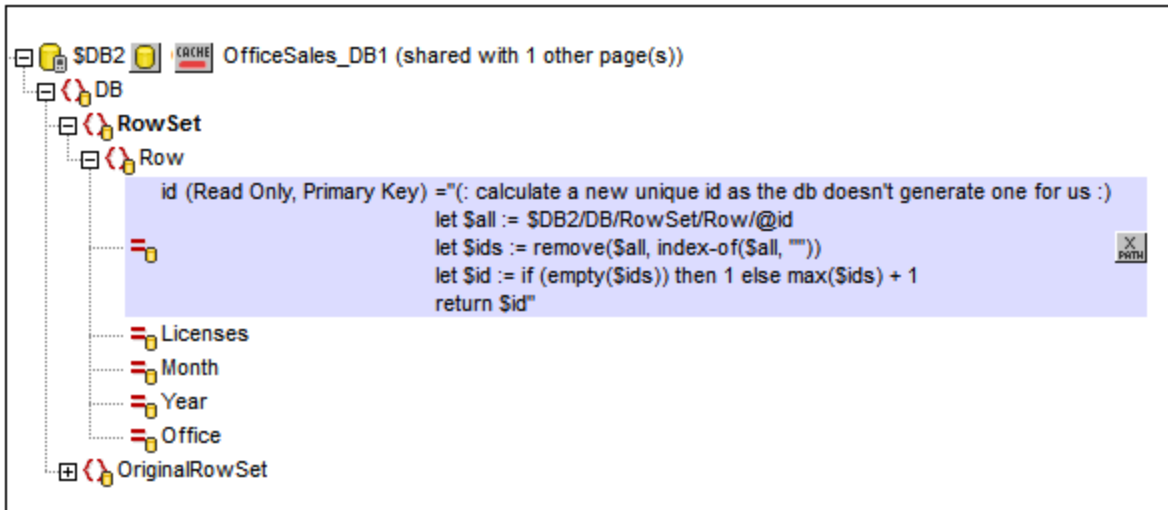 $DB2 CACHE OfficeSales_DB1 (shared with 1 other page(s))
DB
RowSet
Row
id (Read Only, Primary Key) ="(: calculate a new unique id as the db doesn't generate one for us :)
let $all := $DB2/DB/RowSet/Row/@id
let $ids := remove($all, index-of($all, ""))
let $id := if (empty($ids)) then 1 else max($ids) + 1
return $id"
X PATH
Licenses
Month
Year
Office
OriginalRowSet